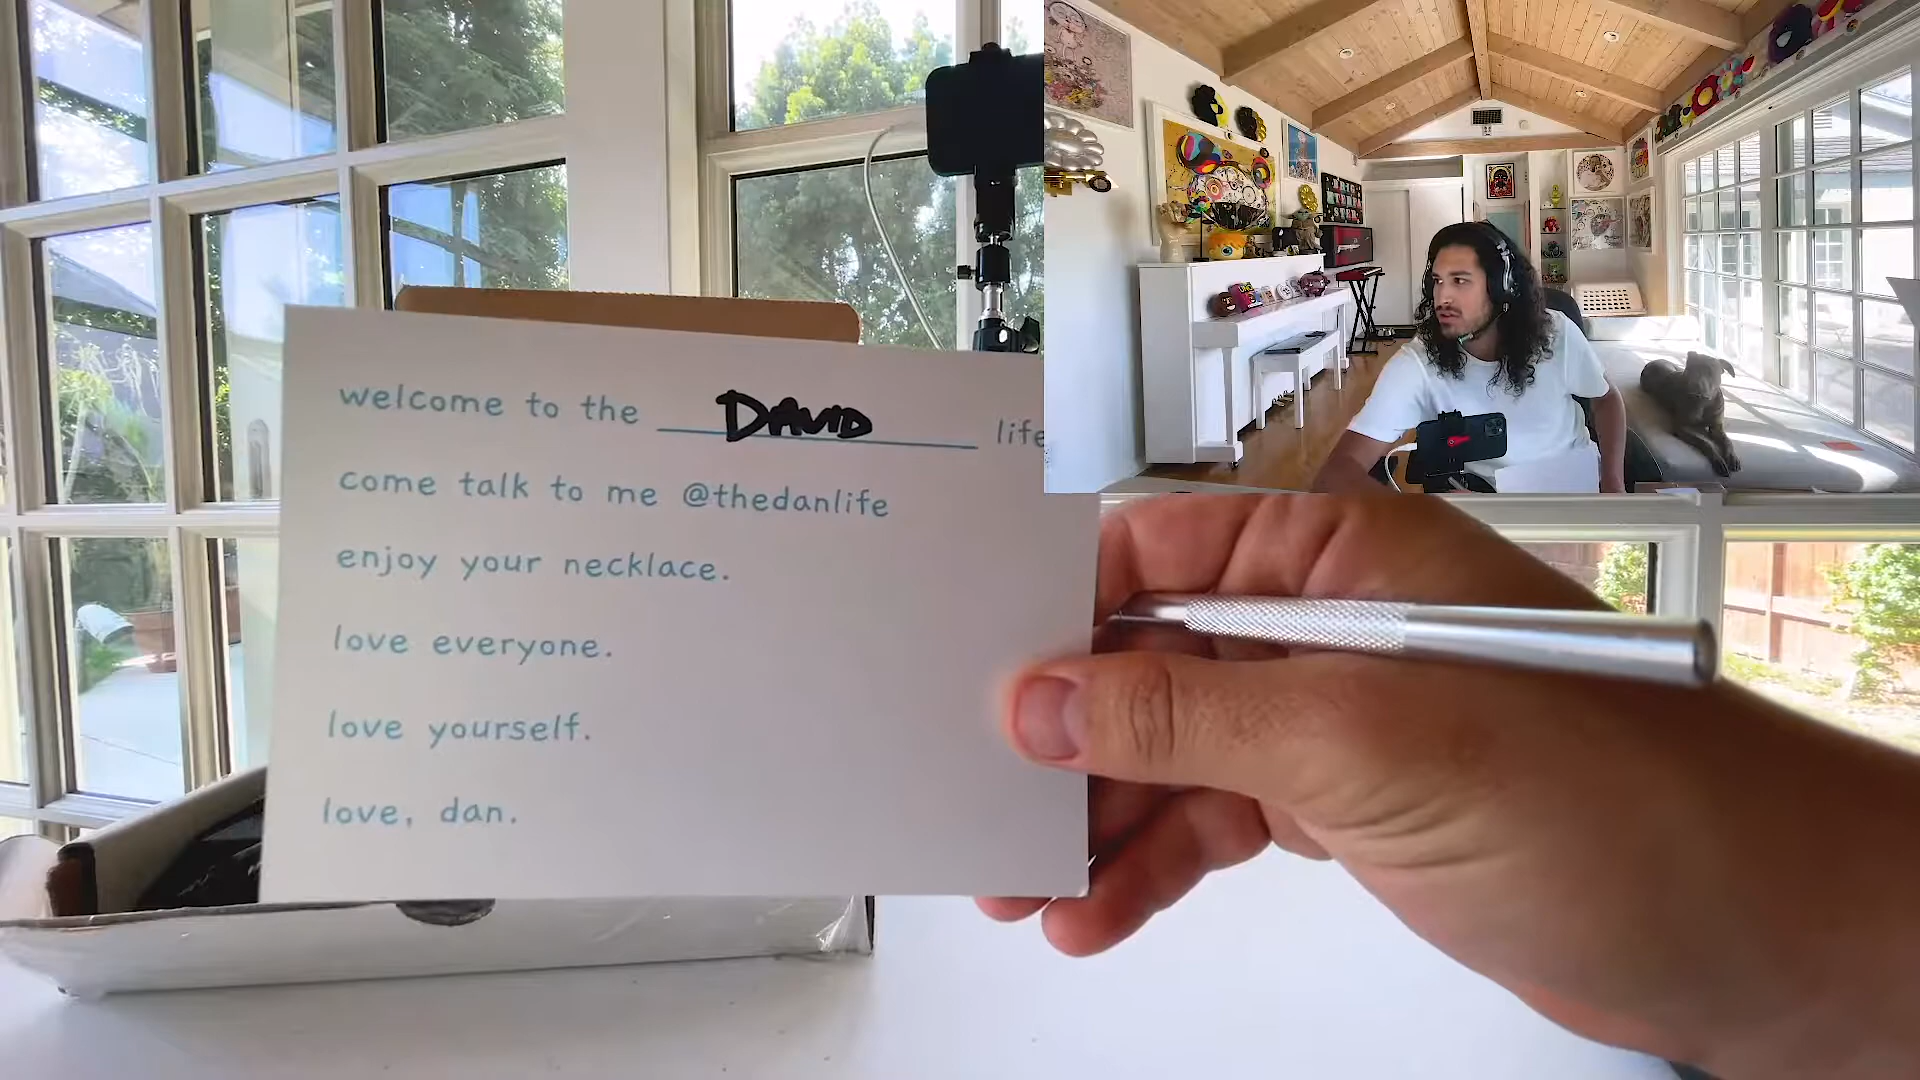 welcome to the DAVID life
come talk to me @thedanlife
enjoy your necklace.
love everyone.
love yourself.
love, dan.